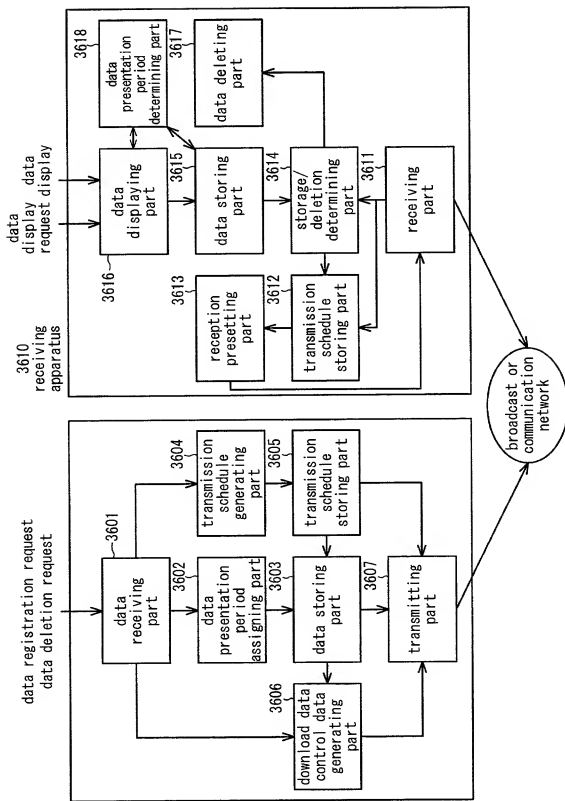 data registration request
data deletion request
3601
data
receiving
part
3602
data
presentation
period
assigning part
3603
data storing
part
3604
transmission
schedule
generating
part
3605
transmission
schedule
storing part
3606
download data
control data
generating
part
3607
transmitting
part
broadcast or
communication
network
3610
receiving
apparatus
data
display
request
data
display
3611
receiving part
3612
transmission
schedule
storing part
3613
reception
presetting
part
3614
storage/
deletion
determining
part
3615
data storing
part
3616
data
displaying
part
3617
data deleting
part
3618
data
presentation
period
determining part